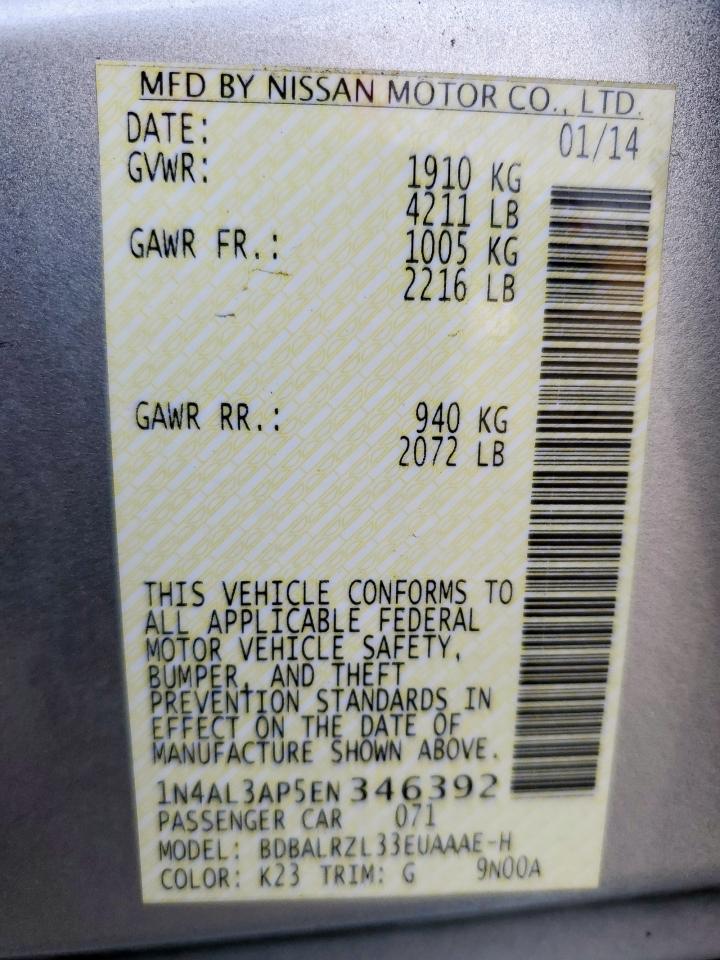 MFD BY NISSAN MOTOR CO., LTD.
DATE: 01/14
GVWR: 1910 KG
4211 LB
GAWR FR.: 1005 KG
2216 LB
GAWR RR.: 940 KG
2072 LB
THIS VEHICLE CONFORMS TO
ALL APPLICABLE FEDERAL
MOTOR VEHICLE SAFETY,
BUMPER, AND THEFT
PREVENTION STANDARDS IN
EFFECT ON THE DATE OF
MANUFACTURE SHOWN ABOVE.
1N4AL3AP5EN 346392
PASSENGER CAR 071
MODEL: BDBALRZL33EUAAAE-H
COLOR: K23 TRIM: G 9N00A